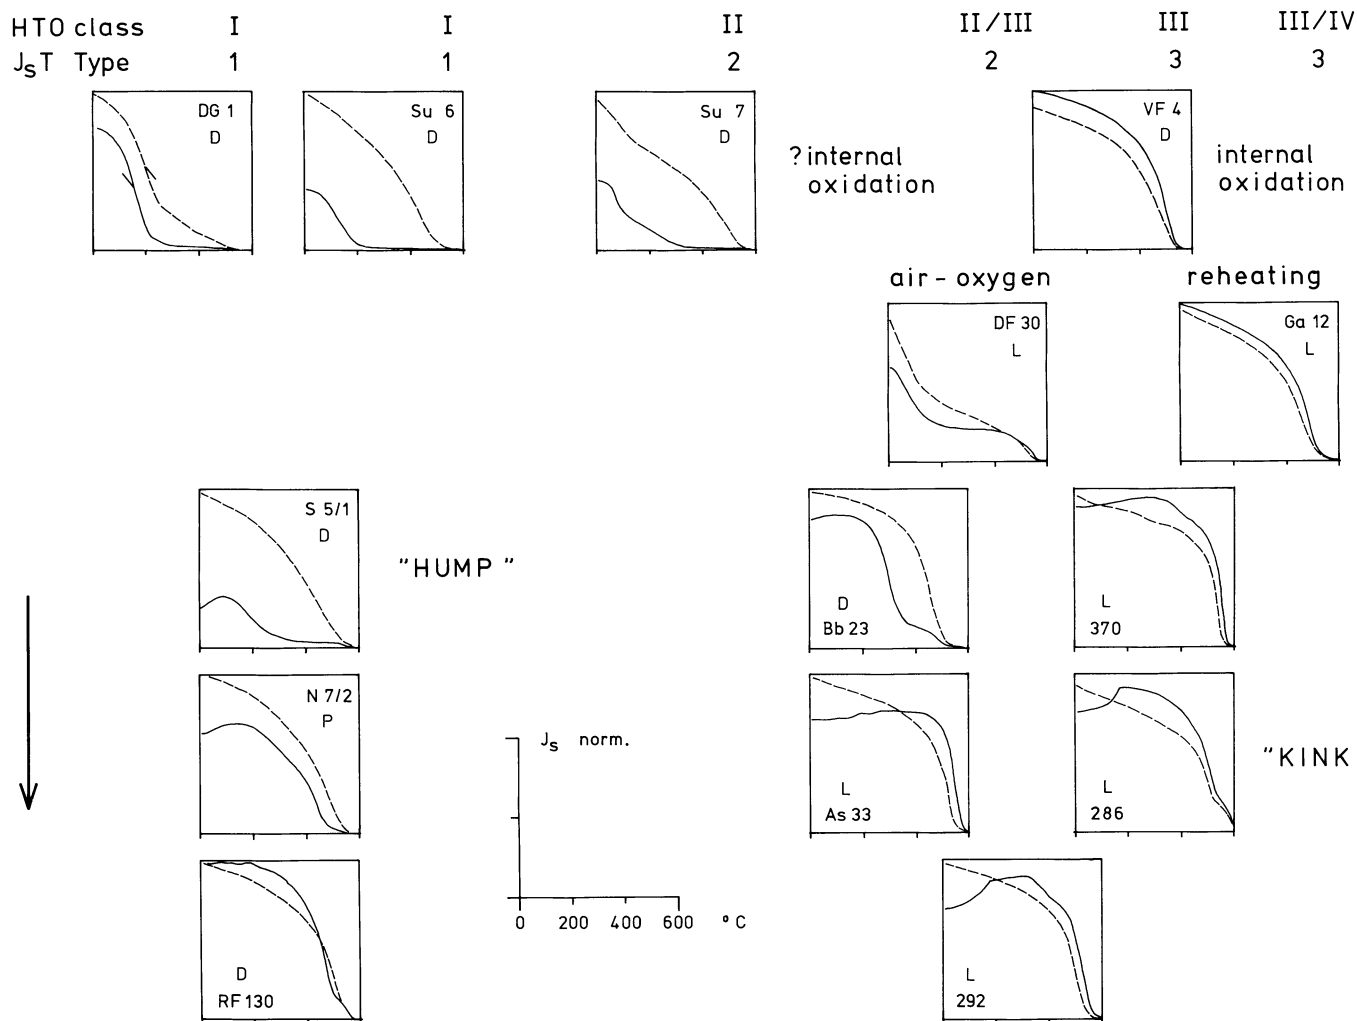 HTO class I I II II/III III III/IV
JsT Type 1 1 2 2 3 3
DG 1
D
Su 6
D
Su 7
D
? internal
oxidation
VF 4
D
internal
oxidation
air-oxygen reheating
DF 30
L
Ga 12
L
S 5/1
D
"HUMP"
D
Bb 23
L
370
N 7/2
P
Js norm.
0 200 400 600 °C
L
As 33
L
286
"KINK
D
RF 130
L
292